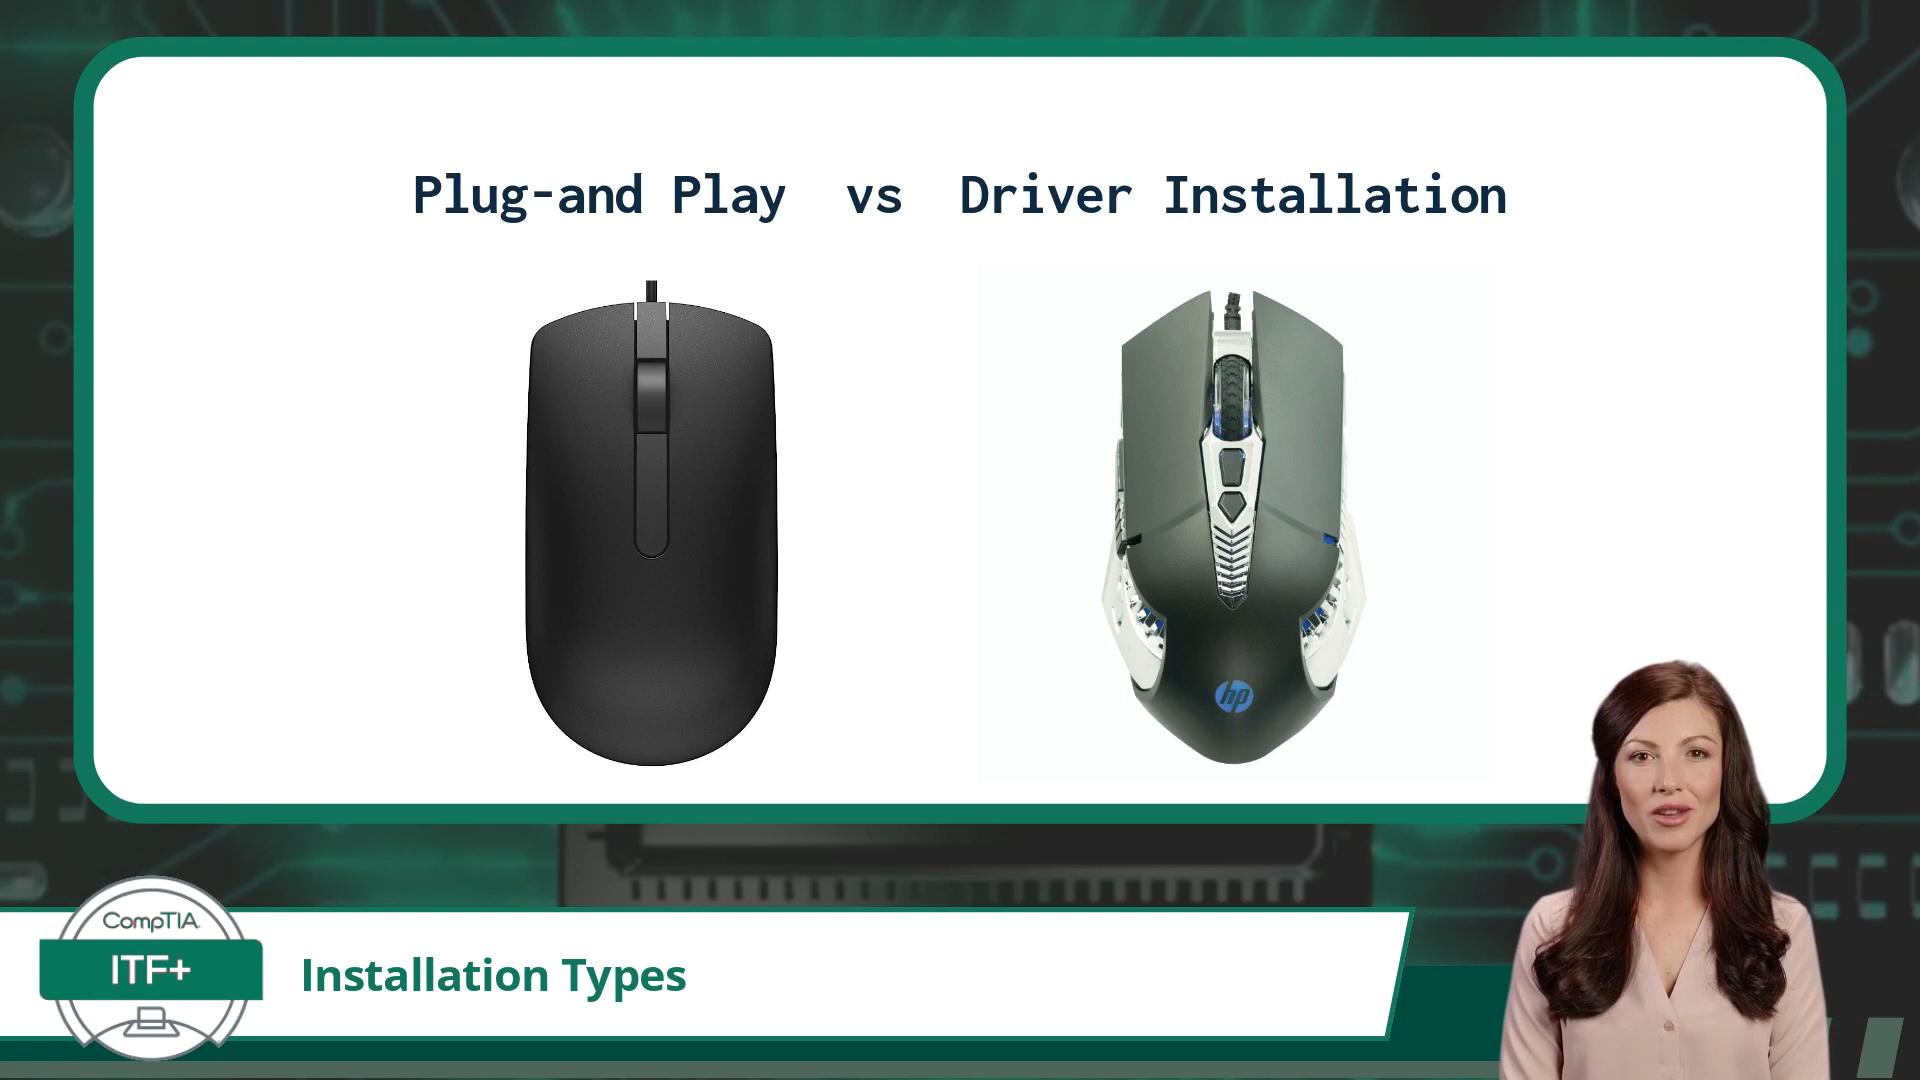 Plug-and Play vs Driver Installation
hp
CompTIA.
ITF+
Installation Types